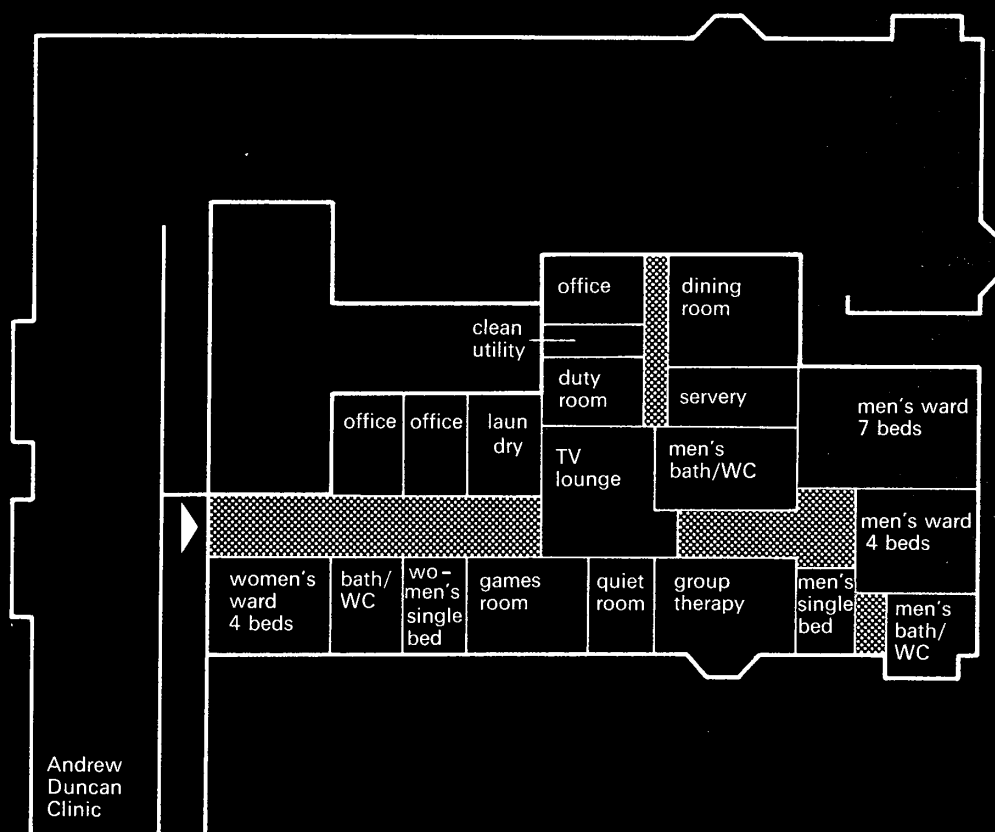 office
dining
room
clean
utility
duty
room
servery
men's ward
7 beds
office
office
laun
dry
TV
lounge
men's
bath/WC
men's ward
4 beds
women's
ward
4 beds
bath/
WC
wo-
men's
single
bed
games
room
quiet
room
group
therapy
men's
single
bed
men's
bath/
WC
Andrew
Duncan
Clinic